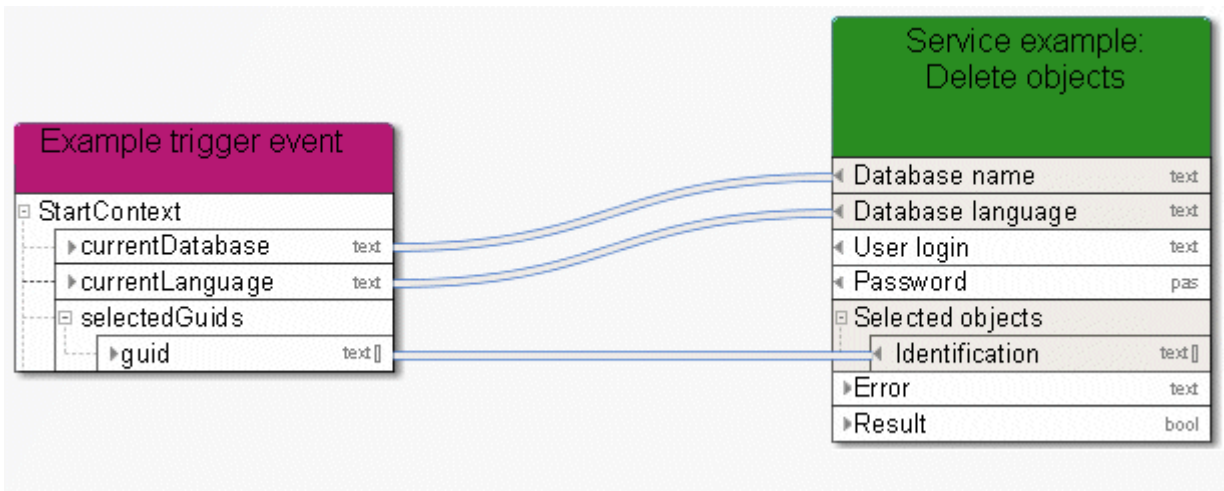 Example trigger event
StartContext
currentDatabase text
currentLanguage text
selectedGuids
guid text[]
Service example:
Delete objects
Database name text
Database language text
User login text
Password pas
Selected objects
Identification text[]
Error text
Result bool